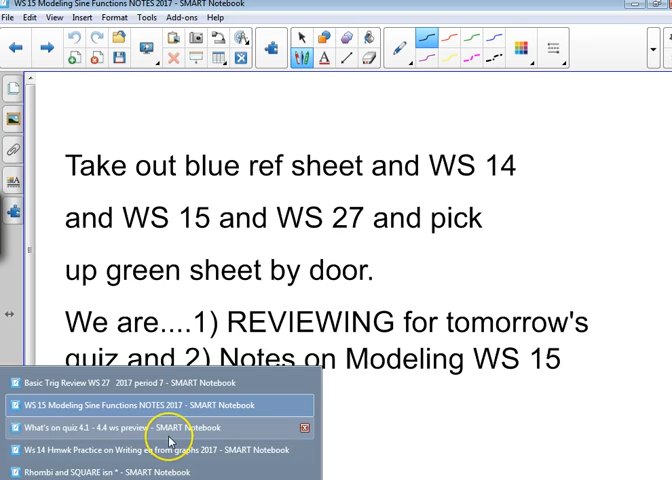 WS 15 Modeling Sine Functions NOTES 2017 - SMART Notebook
File Edit View Insert Format Tools Add-ons Help
Take out blue ref sheet and WS 14
and WS 15 and WS 27 and pick
up green sheet by door.
We are....1) REVIEWING for tomorrow's
quiz and 2) Notes on Modeling WS 15
Basic Trig Review WS 27 2017 period 7 - SMART Notebook
WS 15 Modeling Sine Functions NOTES 2017 - SMART Notebook
What's on quiz 4.1 - 4.4 ws preview - SMART Notebook
Ws 14 Hmwk Practice on Writing eq from graphs 2017 - SMART Notebook
Rhombi and SQUARE isn * - SMART Notebook